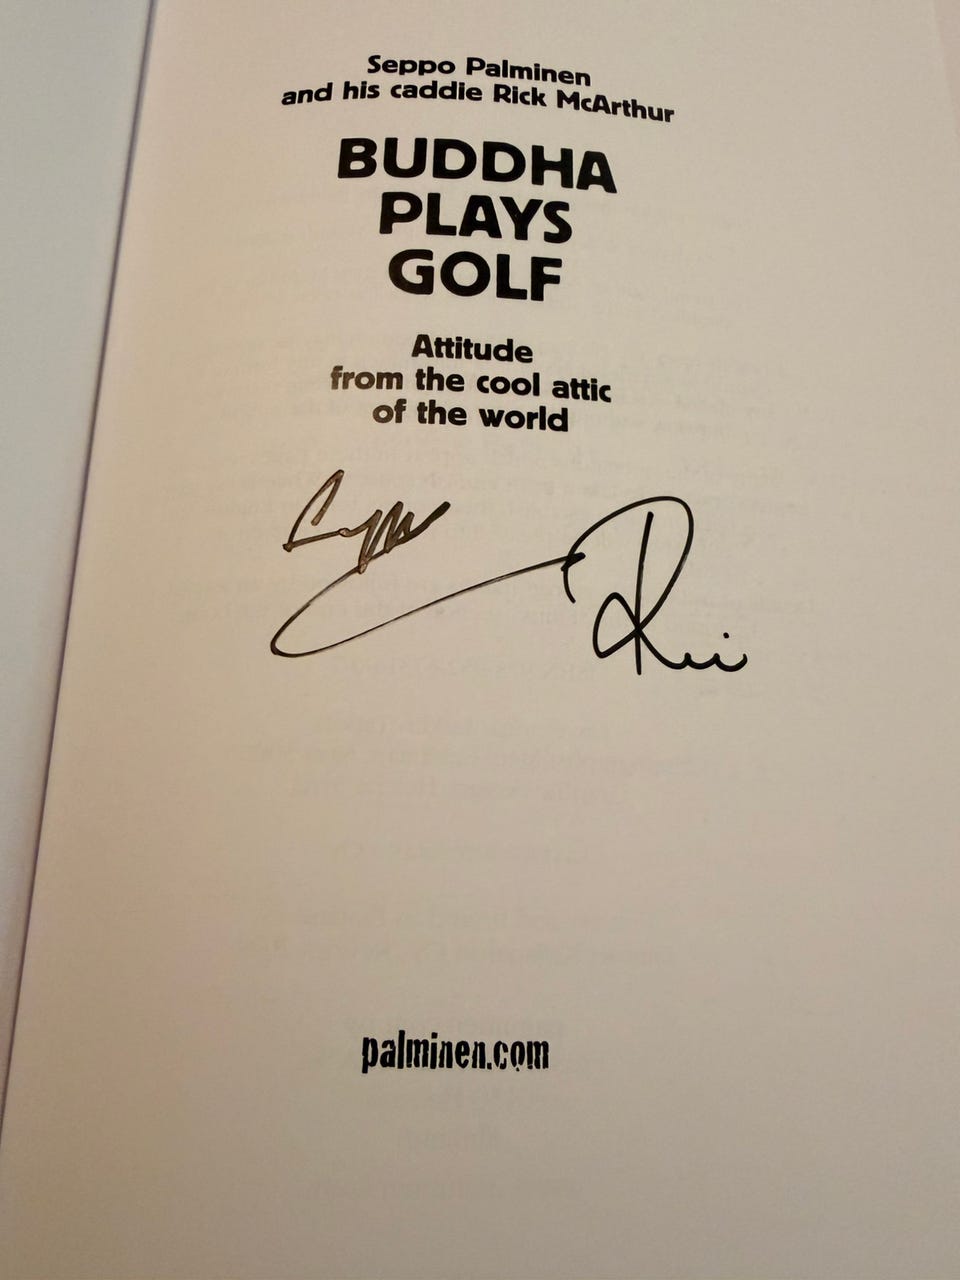 Seppo Palminen
and his caddie Rick McArthur
BUDDHA
PLAYS
GOLF
Attitude
from the cool attic
of the world
palminen.com